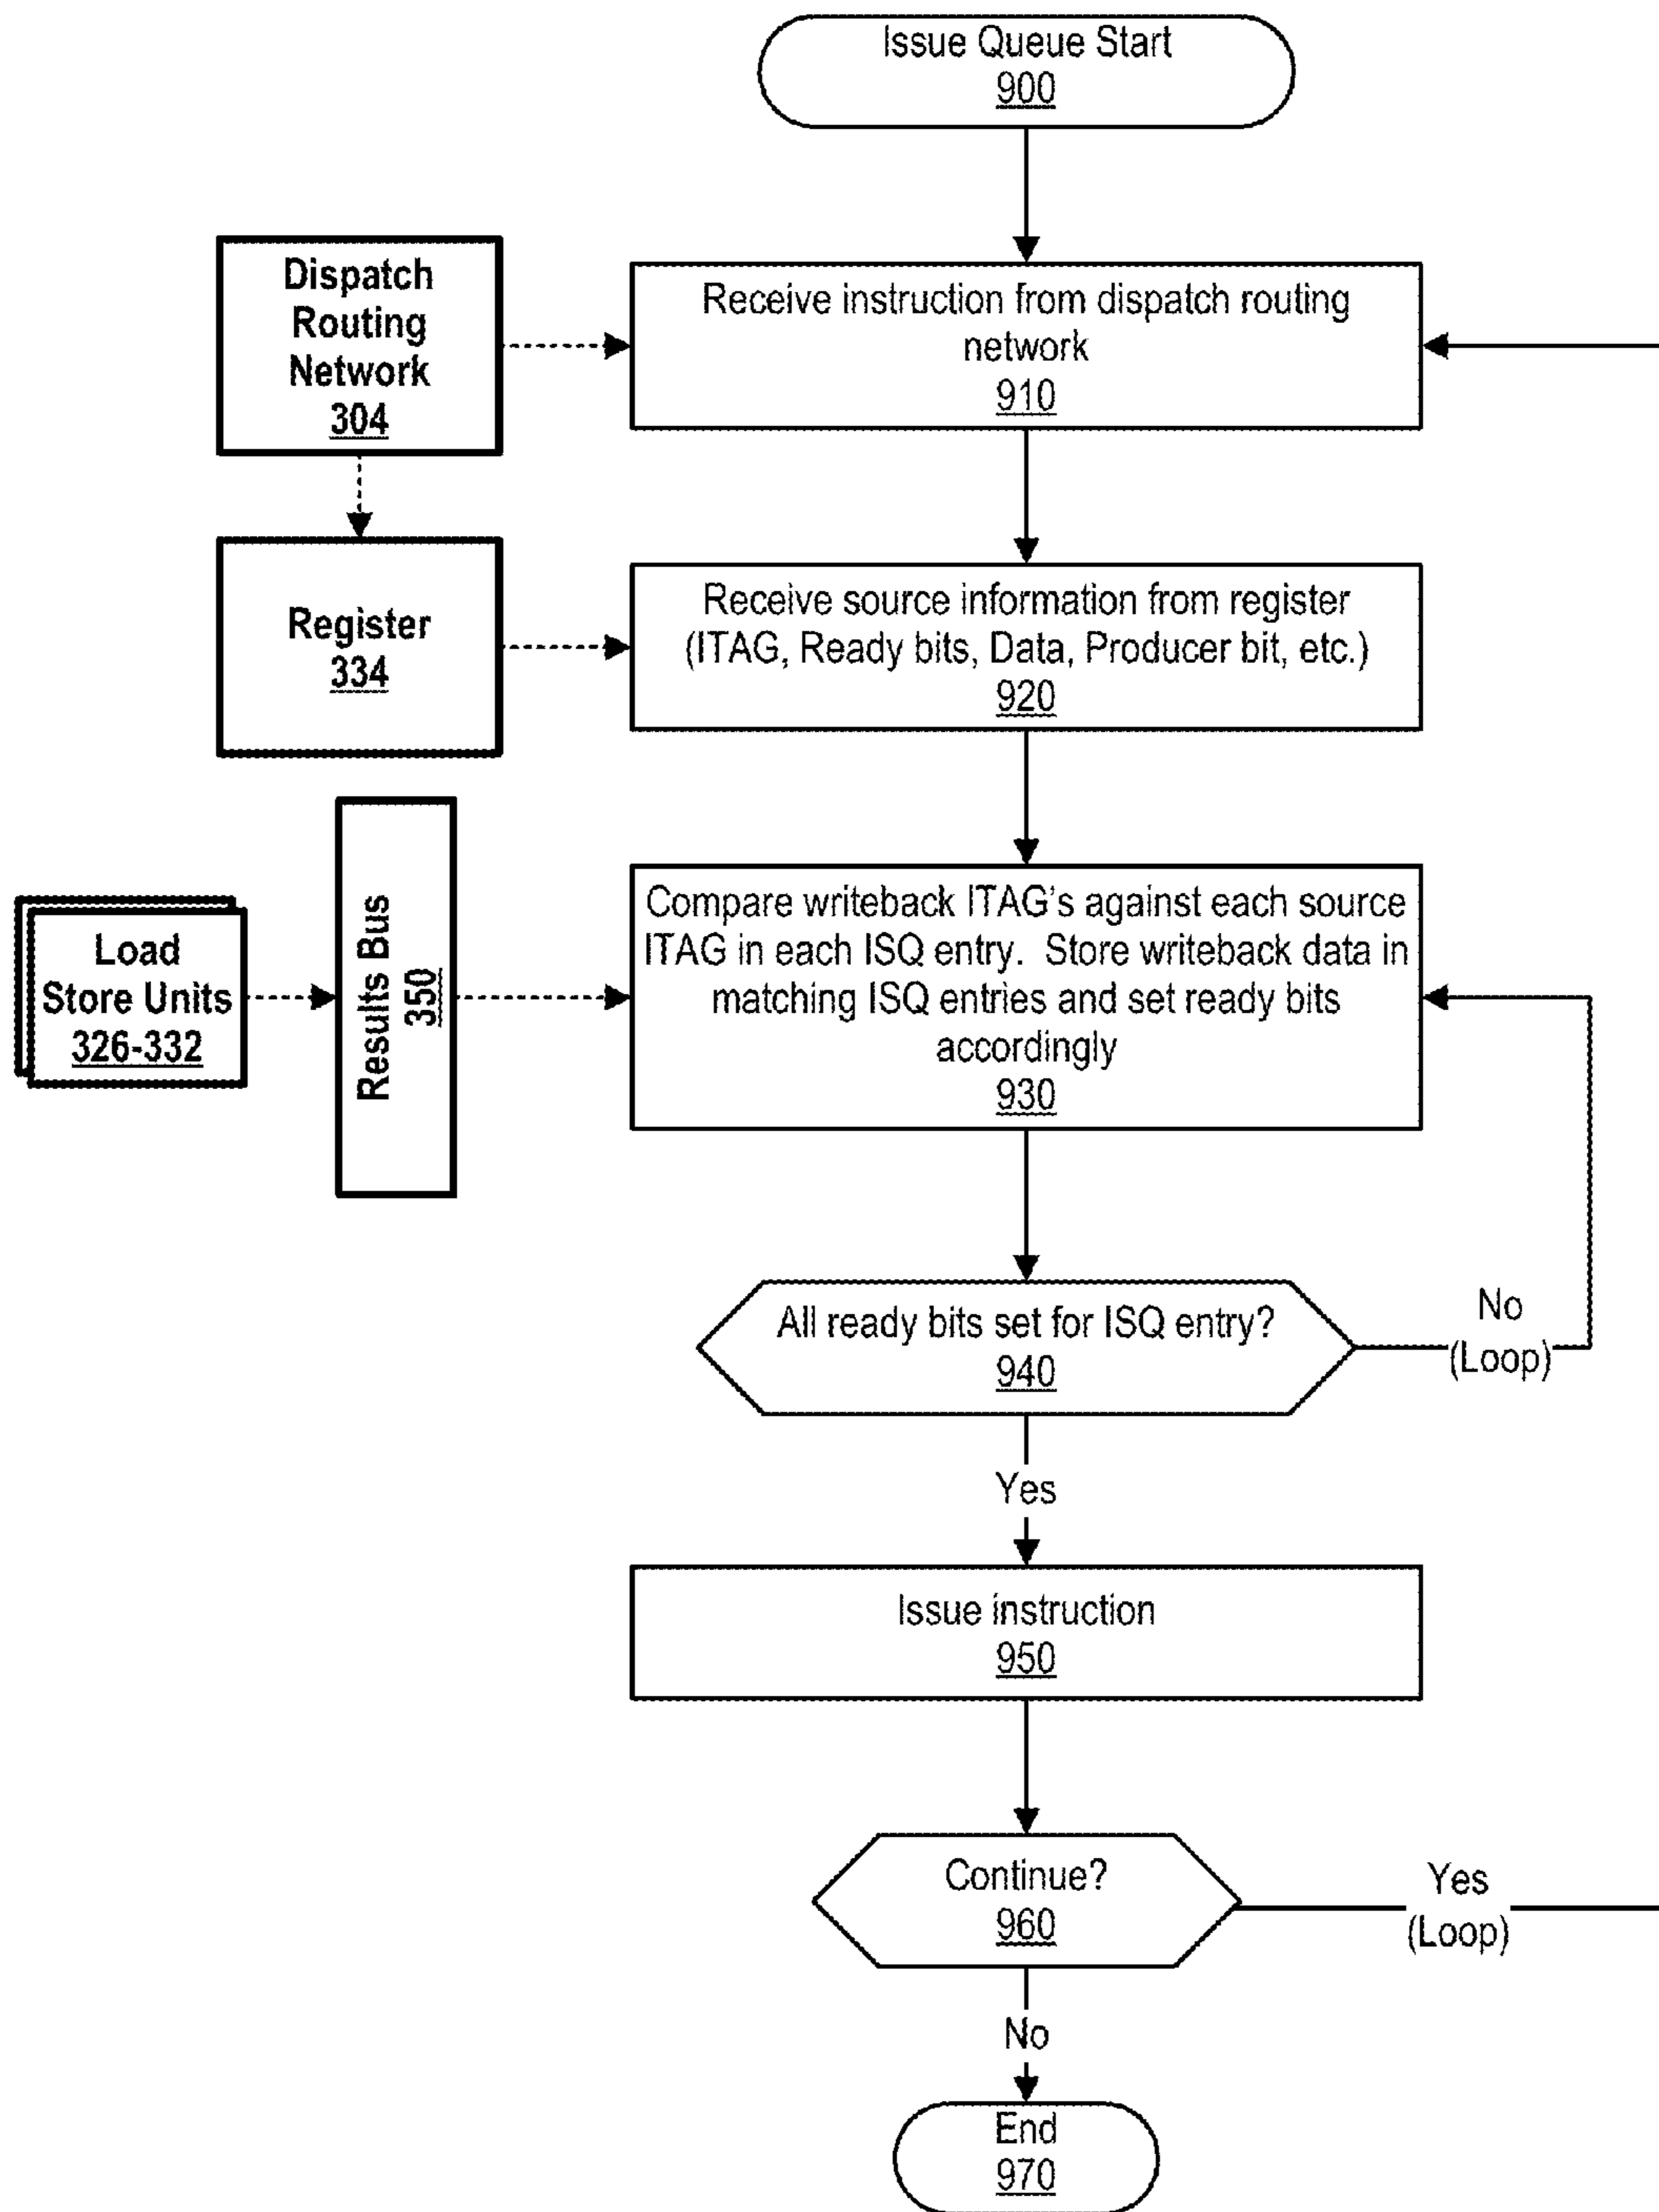 Issue Queue Start
900
Dispatch
Routing
Network
304
Receive instruction from dispatch routing
network
910
Register
334
Receive source information from register
(ITAG, Ready bits, Data, Producer bit, etc.)
920
Load
Store Units
326-332
Results Bus
350
Compare writeback ITAG's against each source
ITAG in each ISQ entry. Store writeback data in
matching ISQ entries and set ready bits
accordingly
930
All ready bits set for ISQ entry?
940
No
(Loop)
Yes
Issue instruction
950
Continue?
960
Yes
(Loop)
No
End
970